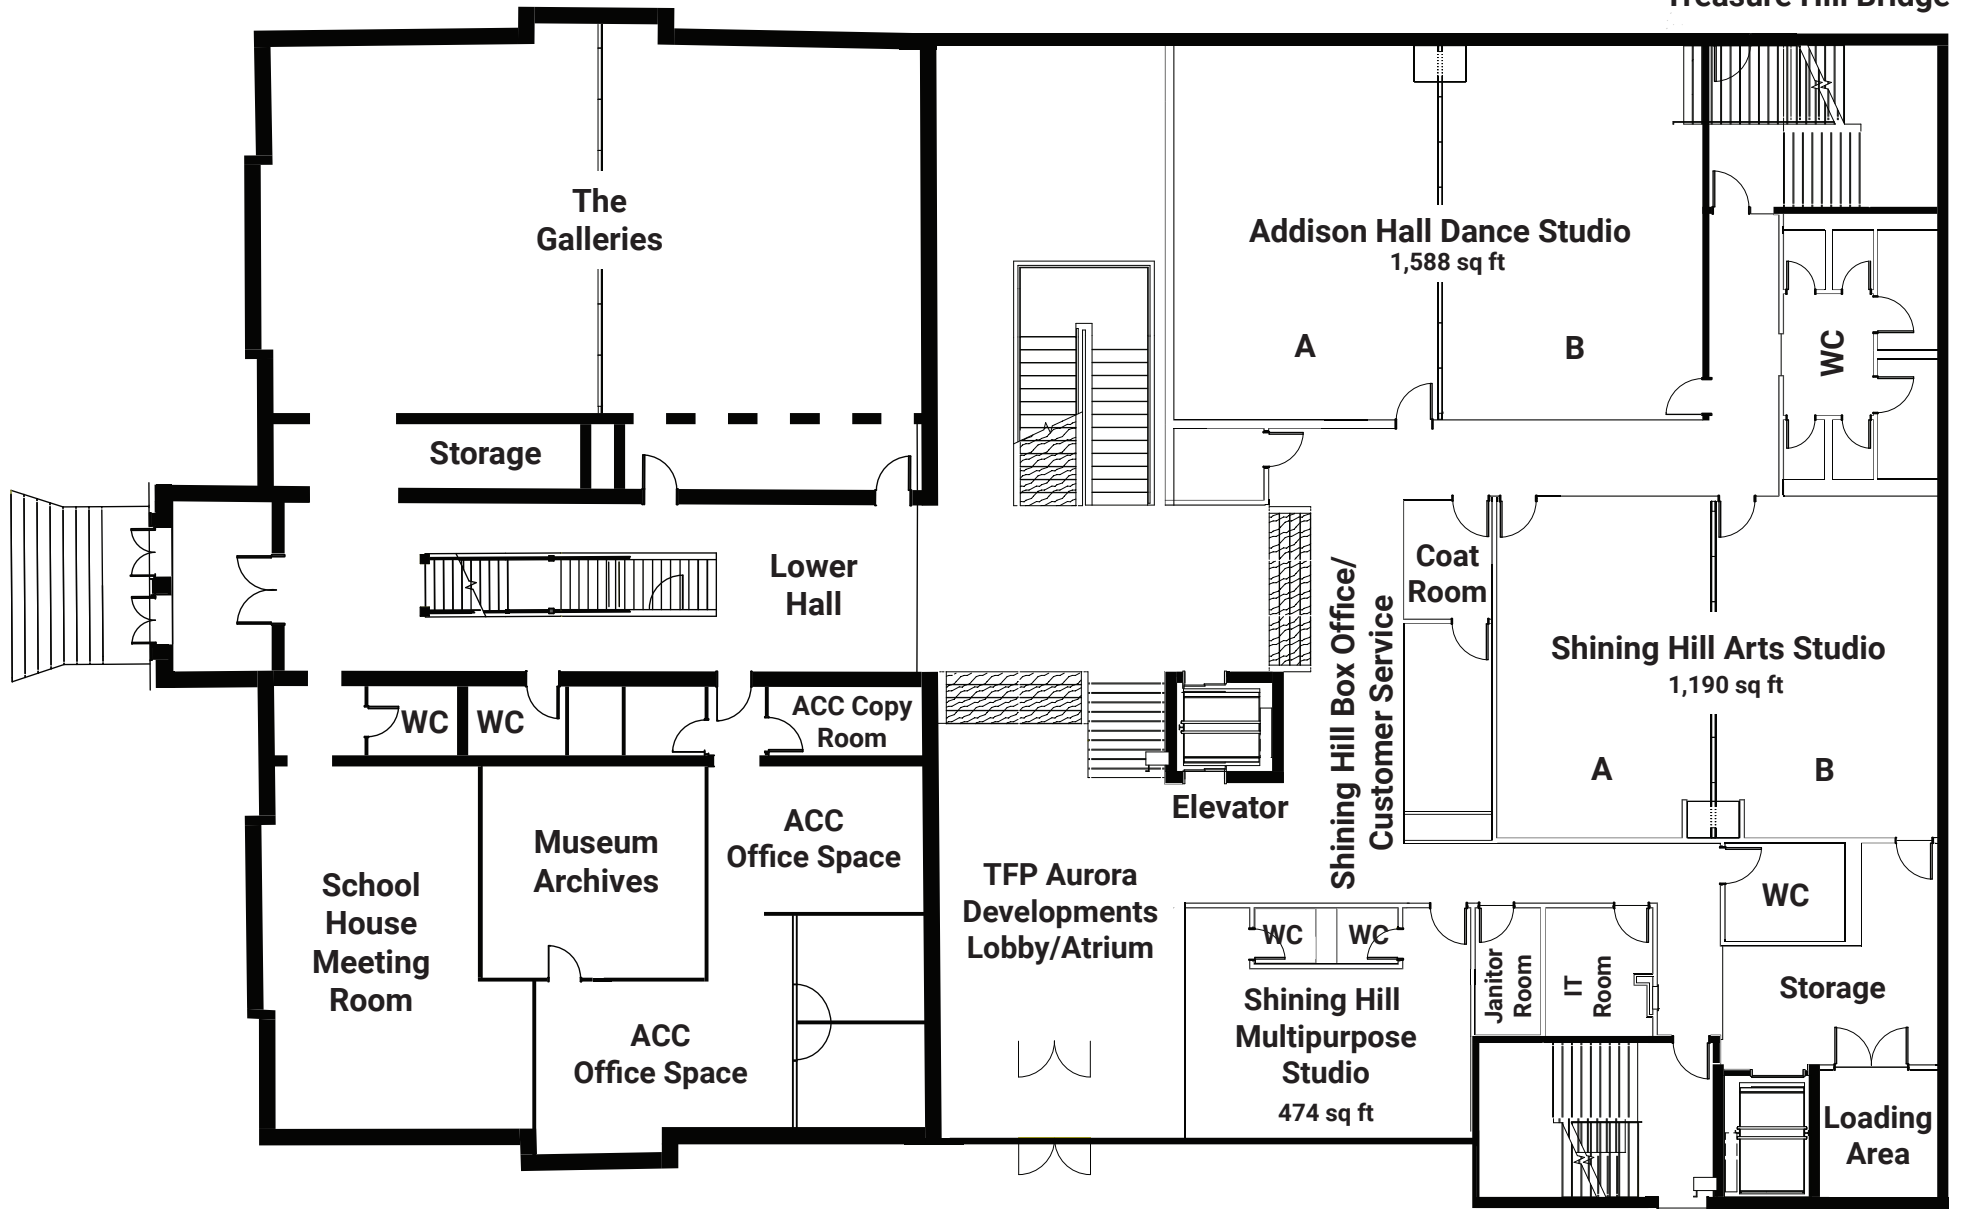 Treasure Hill Bridge
The
Galleries
Addison Hall Dance Studio
1,588 sq ft
A
B
WC
Storage
Lower
Hall
Coat
Room
Shining Hill Box Office/
Customer Service
Shining Hill Arts Studio
1,190 sq ft
A
B
WC
WC
ACC Copy
Room
Elevator
Museum
Archives
ACC
Office Space
School
House
Meeting
Room
ACC
Office Space
TFP Aurora
Developments
Lobby/Atrium
WC
WC
Shining Hill
Multipurpose
Studio
474 sq ft
Janitor
Room
IT
Room
WC
Storage
Loading
Area